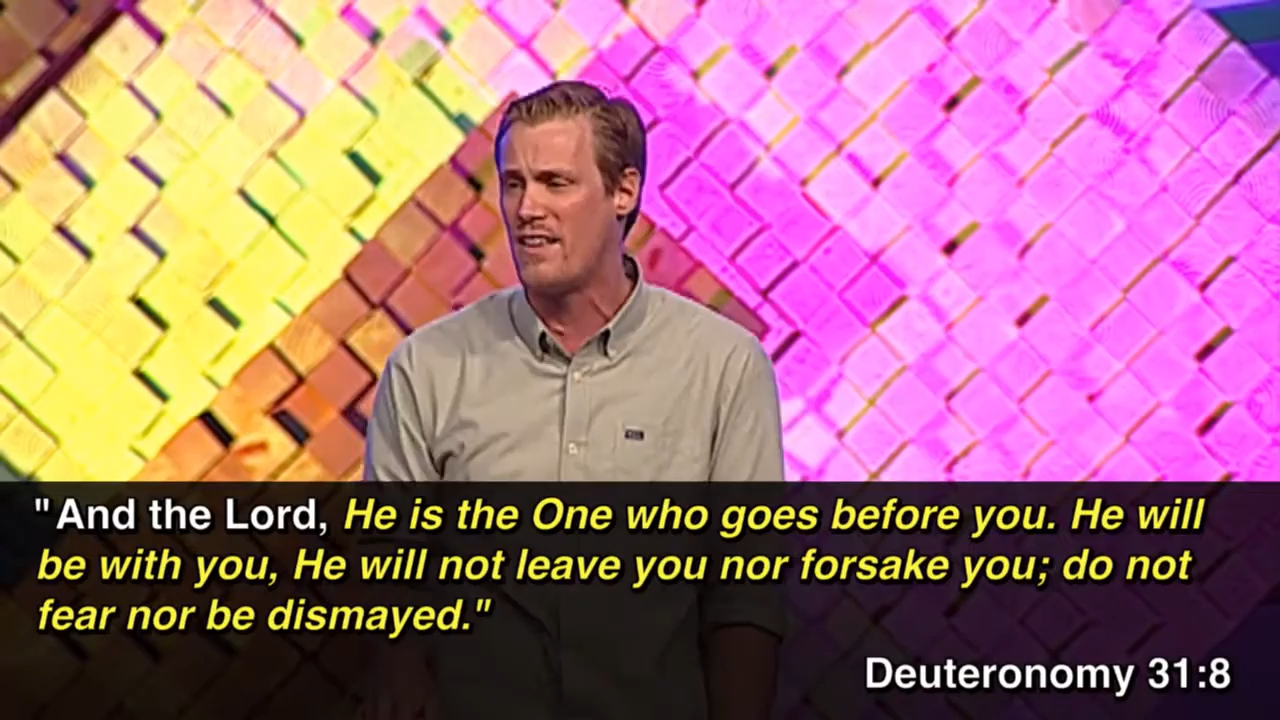 "And the Lord, He is the One who goes before you. He will
be with you, He will not leave you nor forsake you; do not
fear nor be dismayed."
Deuteronomy 31:8